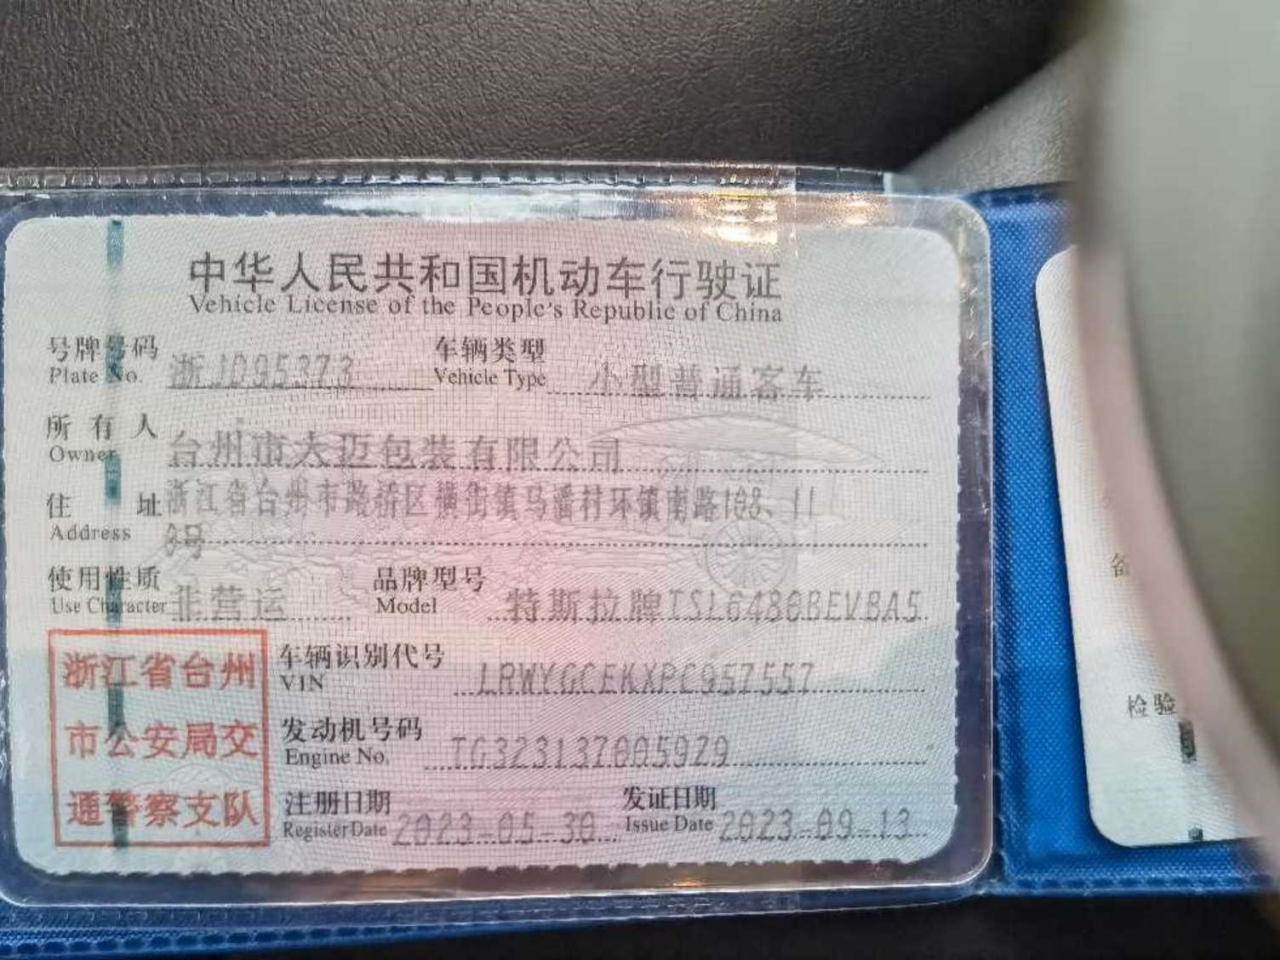 中华人民共和国机动车行驶证
Vehicle License of the People's Republic of China
号牌号码 浙JD95373 车辆类型 小型普通客车
Plate No. Vehicle Type
所有人 台州市大迈包装有限公司
Owner
住址 浙江省台州市路桥区横街镇马潘村环镇南路108、11
Address 8号
使用性质 非营运 品牌型号 特斯拉牌TSL6480BEVBA5
Use Character Model
浙江省台州
市公安局交
通警察支队
车辆识别代号 LRWYGCEKXPC957557
VIN
发动机号码 TG3231370059Z9
Engine No.
注册日期 2023-05-30 发证日期 2023-09-13
Register Date Issue Date
备
检验